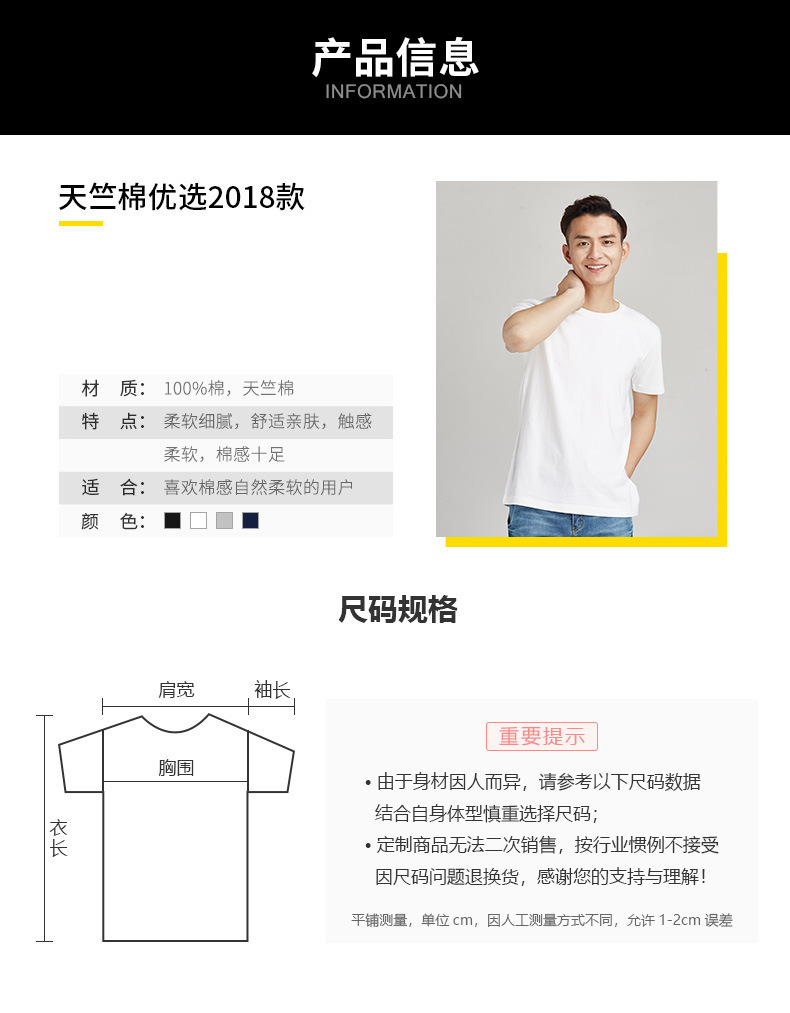 产品信息
INFORMATION
天竺棉优选2018款
材 质： 100%棉，天竺棉
特 点： 柔软细腻，舒适亲肤，触感
柔软，棉感十足
适 合： 喜欢棉感自然柔软的用户
颜 色：
尺码规格
肩宽 袖长
胸围
衣长
重要提示
• 由于身材因人而异，请参考以下尺码数据
结合自身体型慎重选择尺码；
• 定制商品无法二次销售，按行业惯例不接受
因尺码问题退换货，感谢您的支持与理解！
平铺测量，单位 cm，因人工测量方式不同，允许 1-2cm 误差